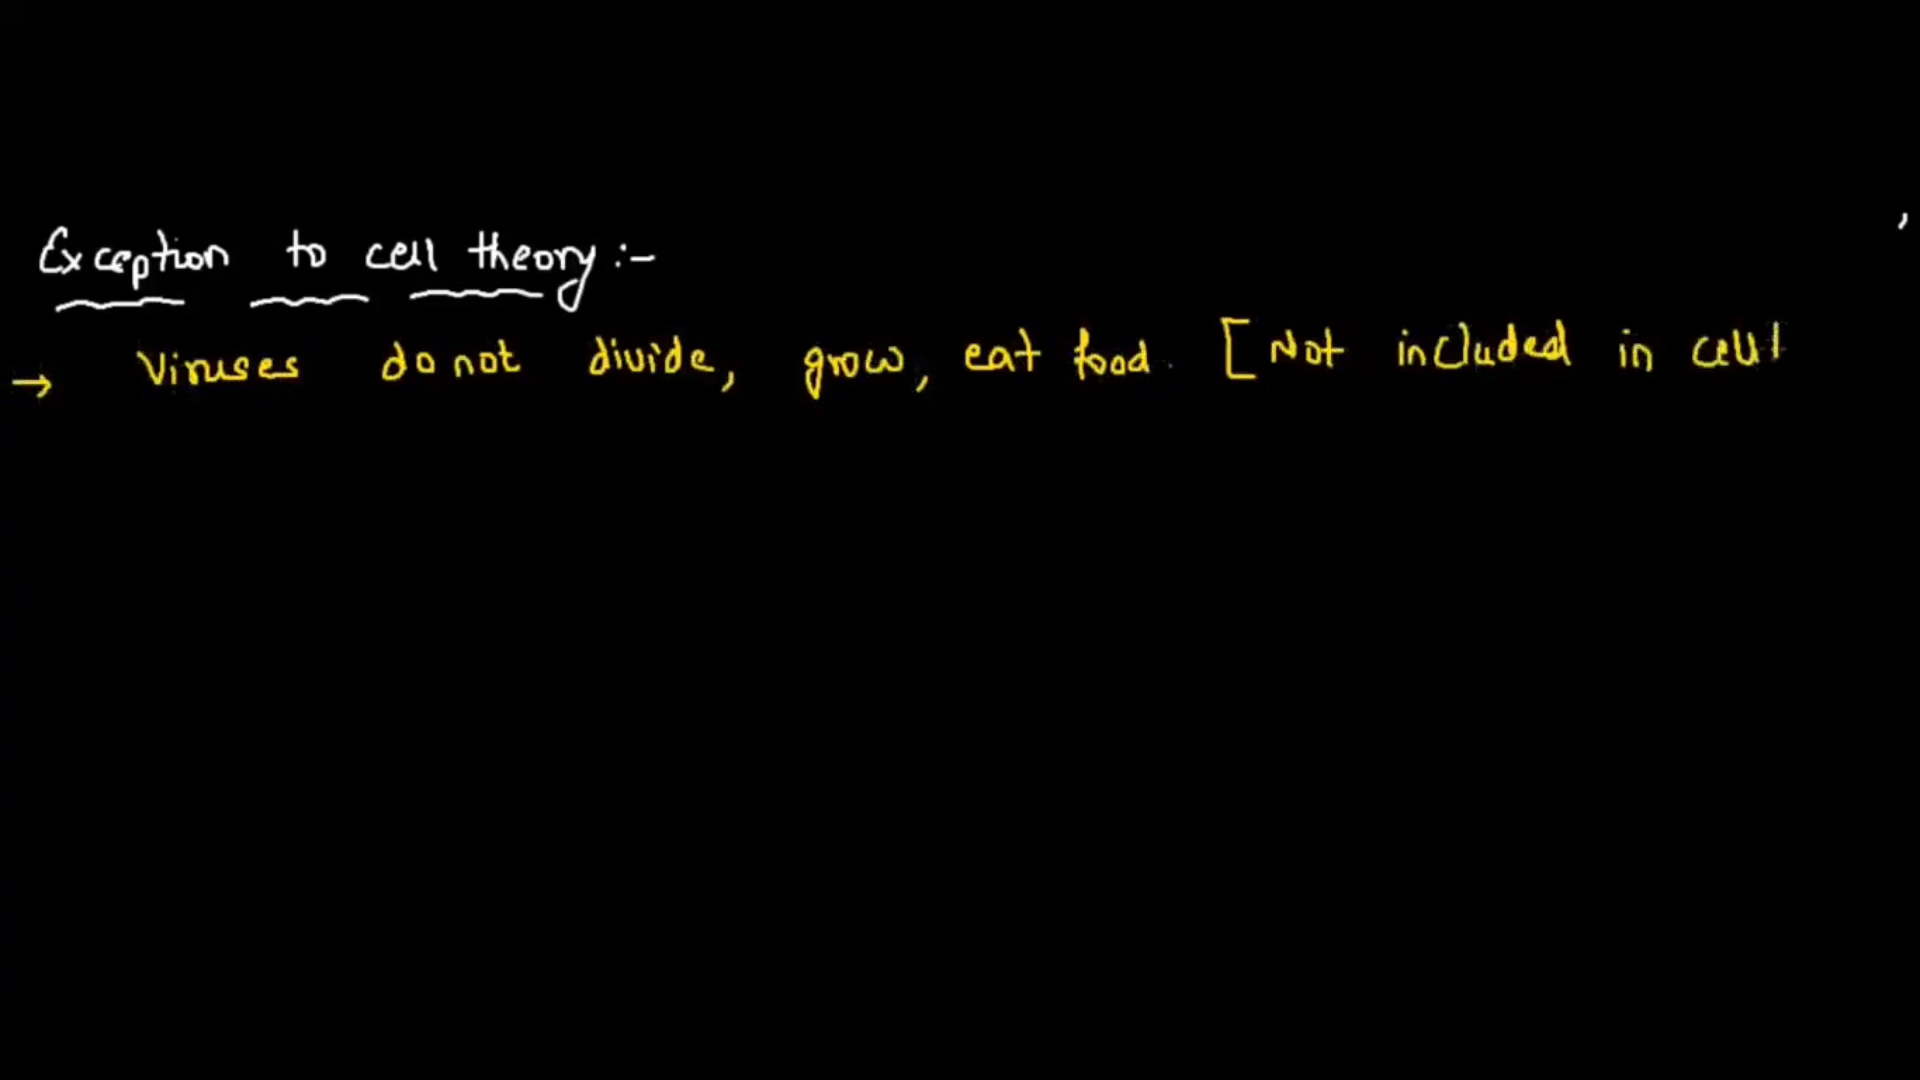 Exception to cell theory :-
→ Viruses do not divide, grow, eat food. [Not included in cell